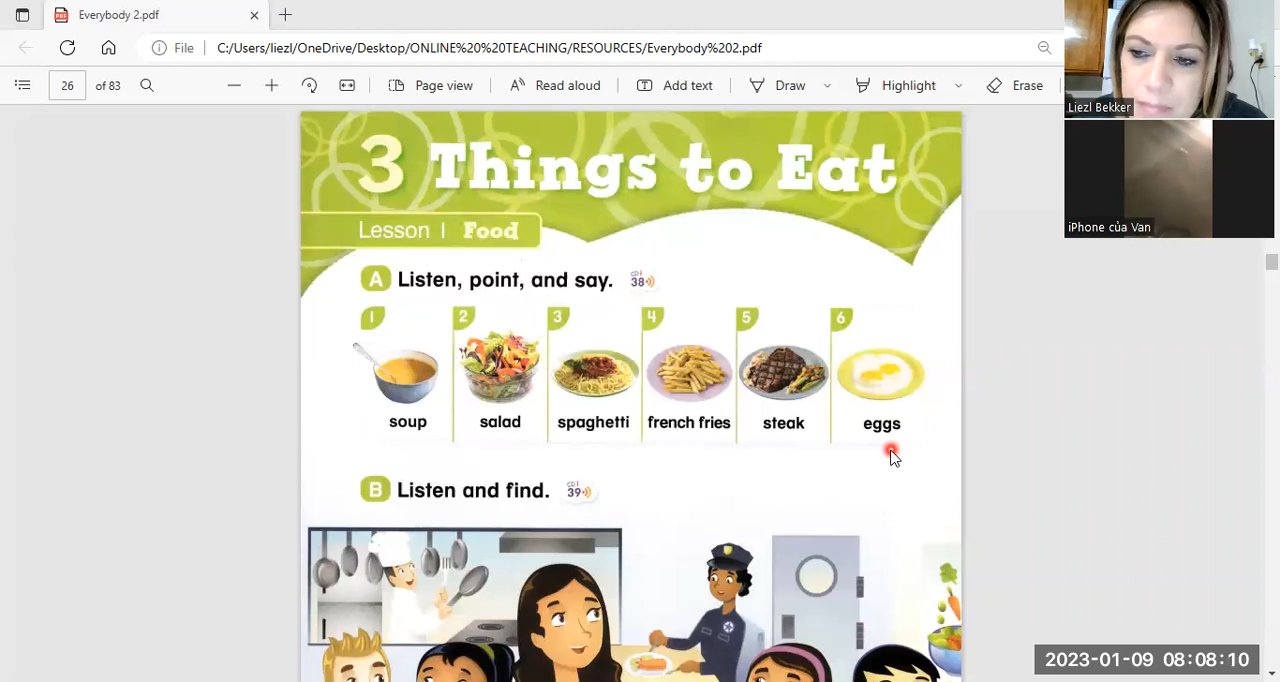 Everybody 2.pdf
File C:/Users/liezl/OneDrive/Desktop/ONLINE%20%20TEACHING/RESOURCES/Everybody%202.pdf
26 of 83 Page view Read aloud Add text Draw Highlight Erase
Liezl Bekker
iPhone của Van
3 Things to Eat
Lesson 1 Food
A Listen, point, and say. CD1 38
1 2 3 4 5 6
soup salad spaghetti french fries steak eggs
B Listen and find. CD1 39
2023-01-09 08:08:10